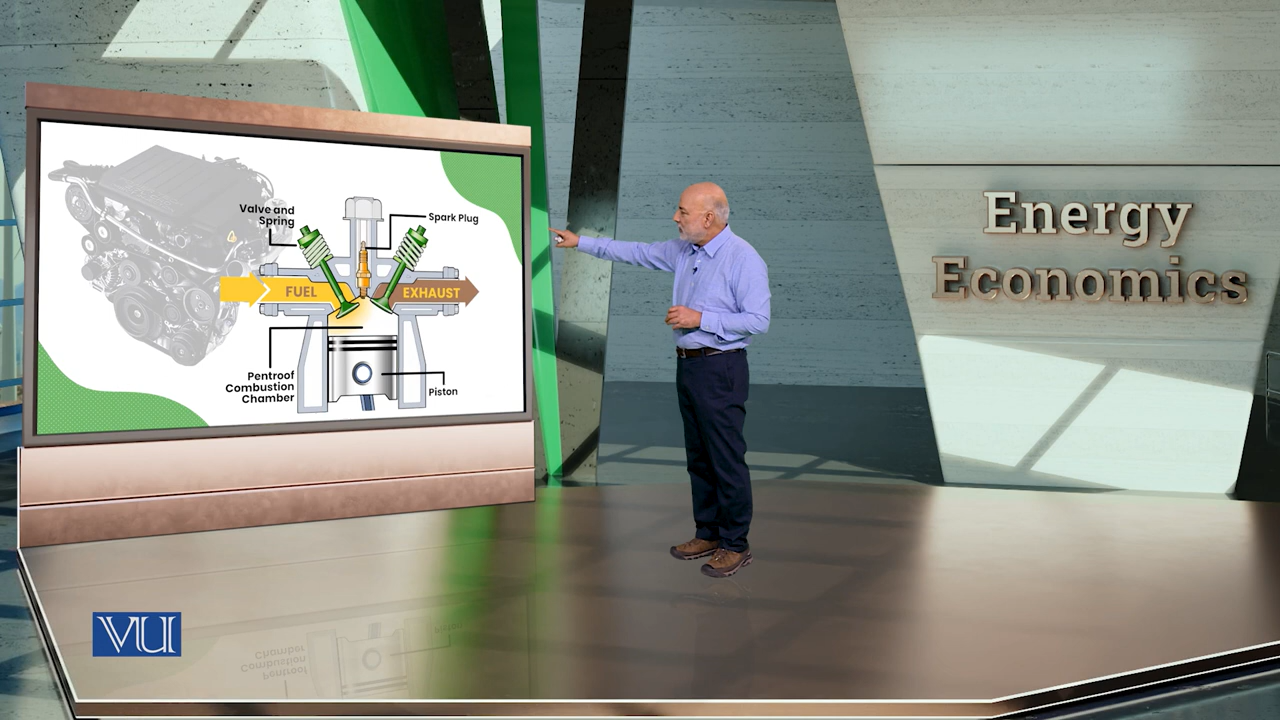 Valve and
Spring
Spark Plug
FUEL
EXHAUST
Pentroof
Combustion
Chamber
Piston
Energy
Economics
VU